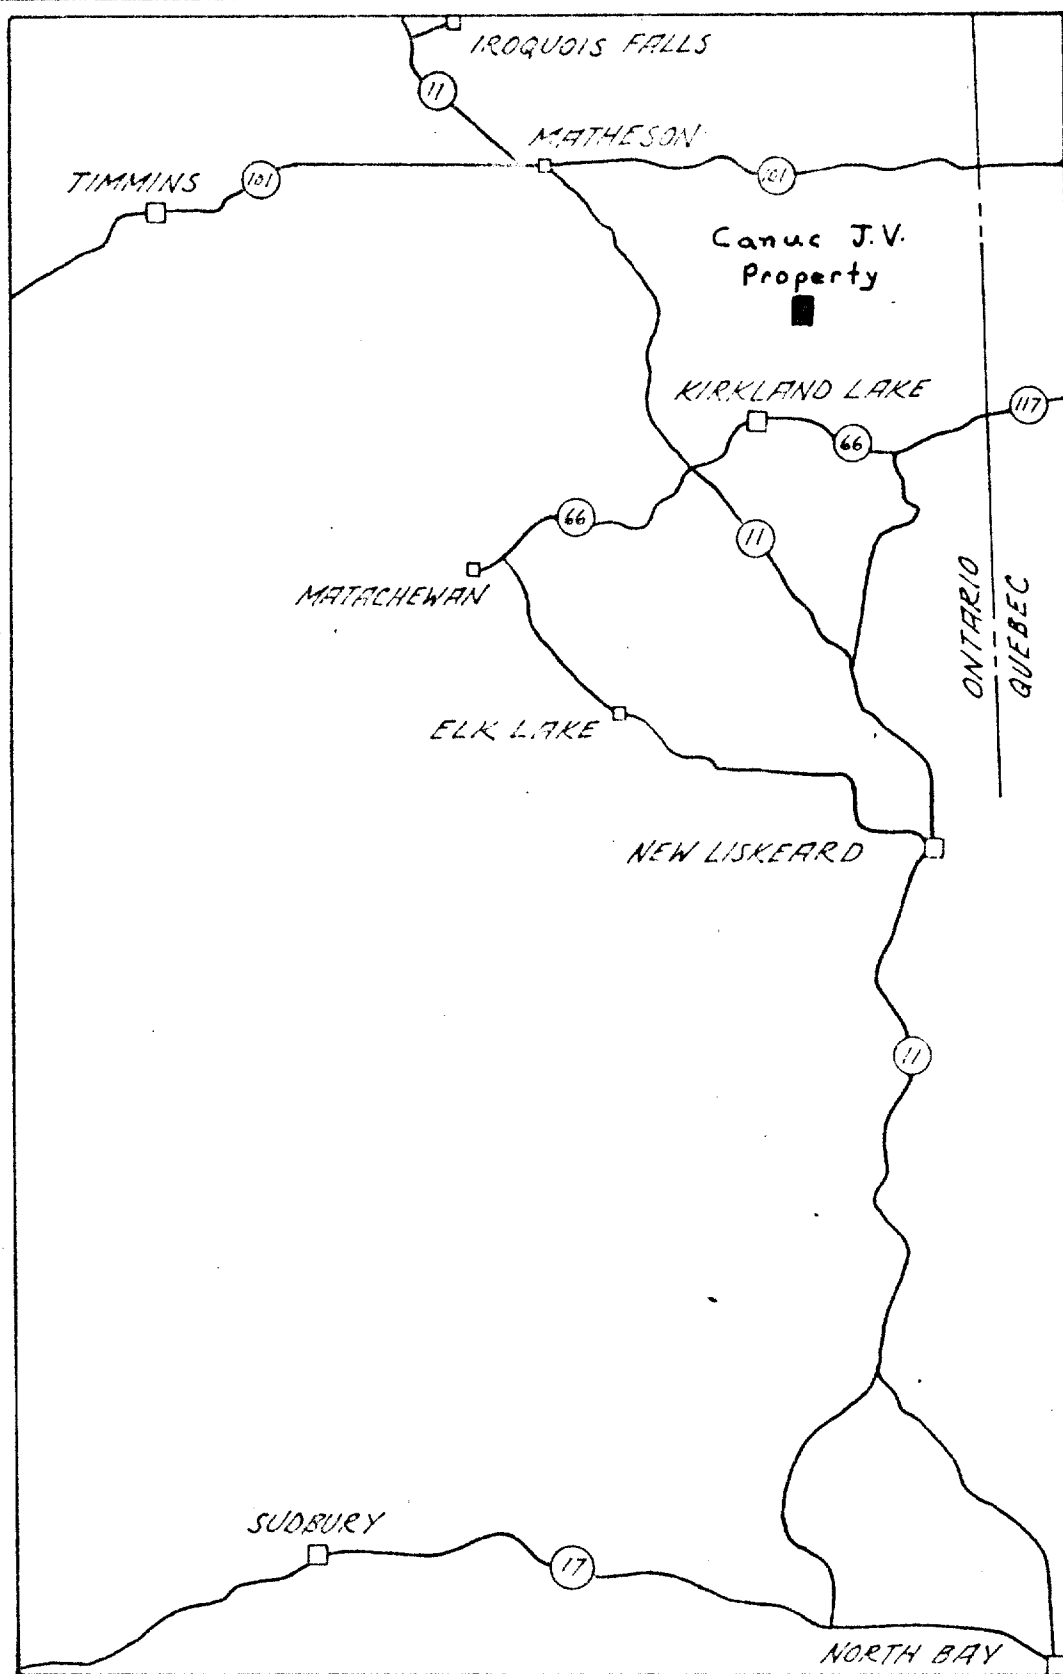 IROQUOIS FALLS
11
MATHESON
TIMMINS
101
101
Canuc J.V.
Property
KIRKLAND LAKE
117
66
66
11
MATACHEWAN
ONTARIO
QUEBEC
ELK LAKE
NEW LISKEARD
11
SUDBURY
17
NORTH BAY